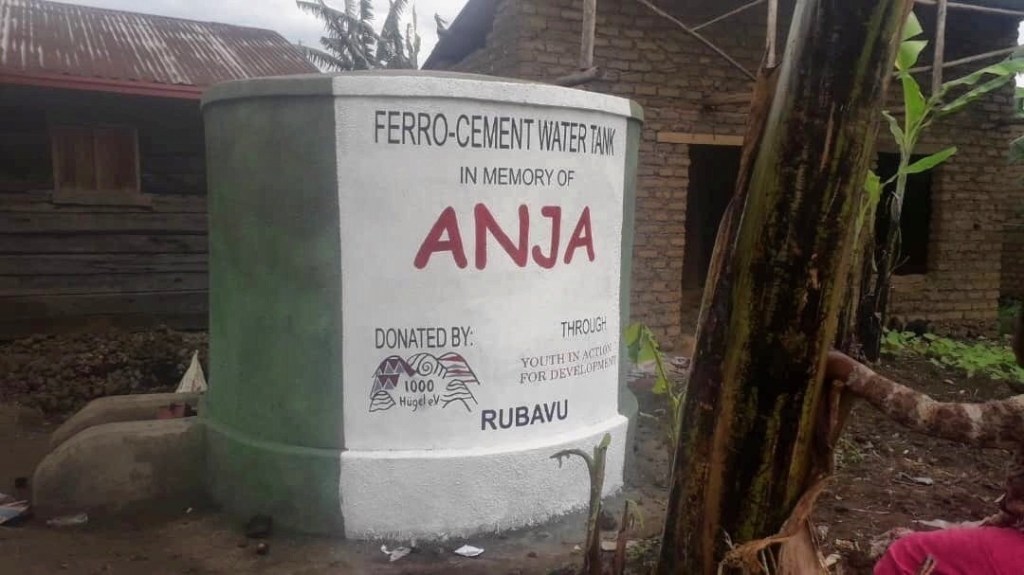 FERRO-CEMENT WATER TANK
IN MEMORY OF
ANJA
DONATED BY:
1000
Hügel eV
THROUGH
YOUTH IN ACTION
FOR DEVELOPMENT
RUBAVU